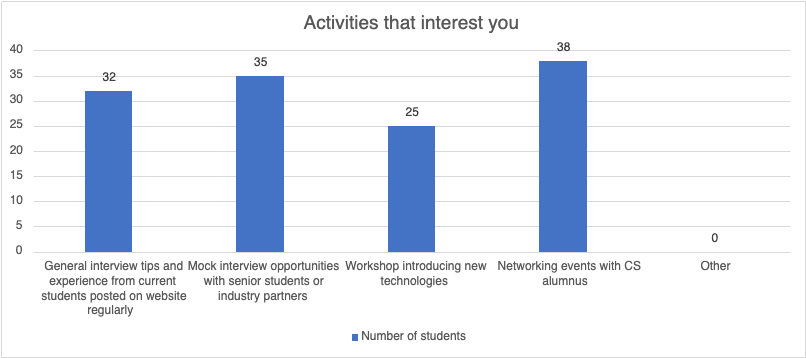 Activities that interest you
40
35
30
25
20
15
10
5
0
32
35
25
38
0
General interview tips and
experience from current
students posted on website
regularly
Mock interview opportunities
with senior students or
industry partners
Workshop introducing new
technologies
Networking events with CS
alumnus
Other
Number of students